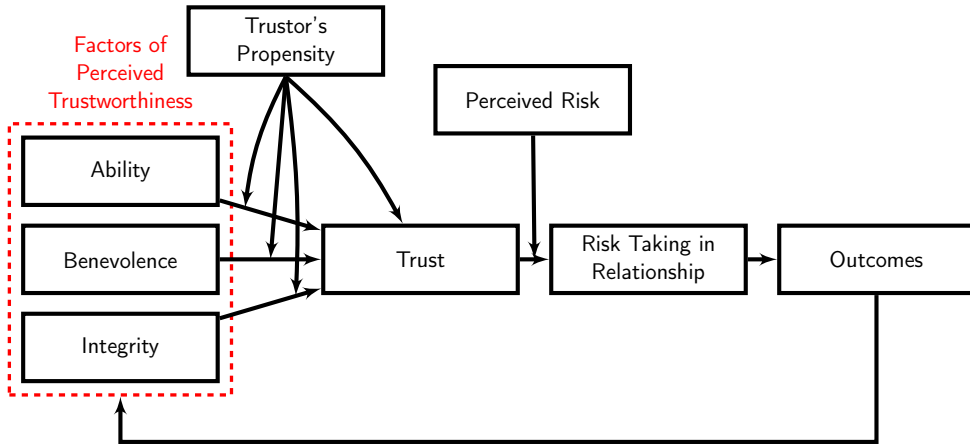 Trustor's
Propensity
Factors of
Perceived
Trustworthiness
Perceived Risk
Ability
Benevolence
Trust
Risk Taking in
Relationship
Outcomes
Integrity